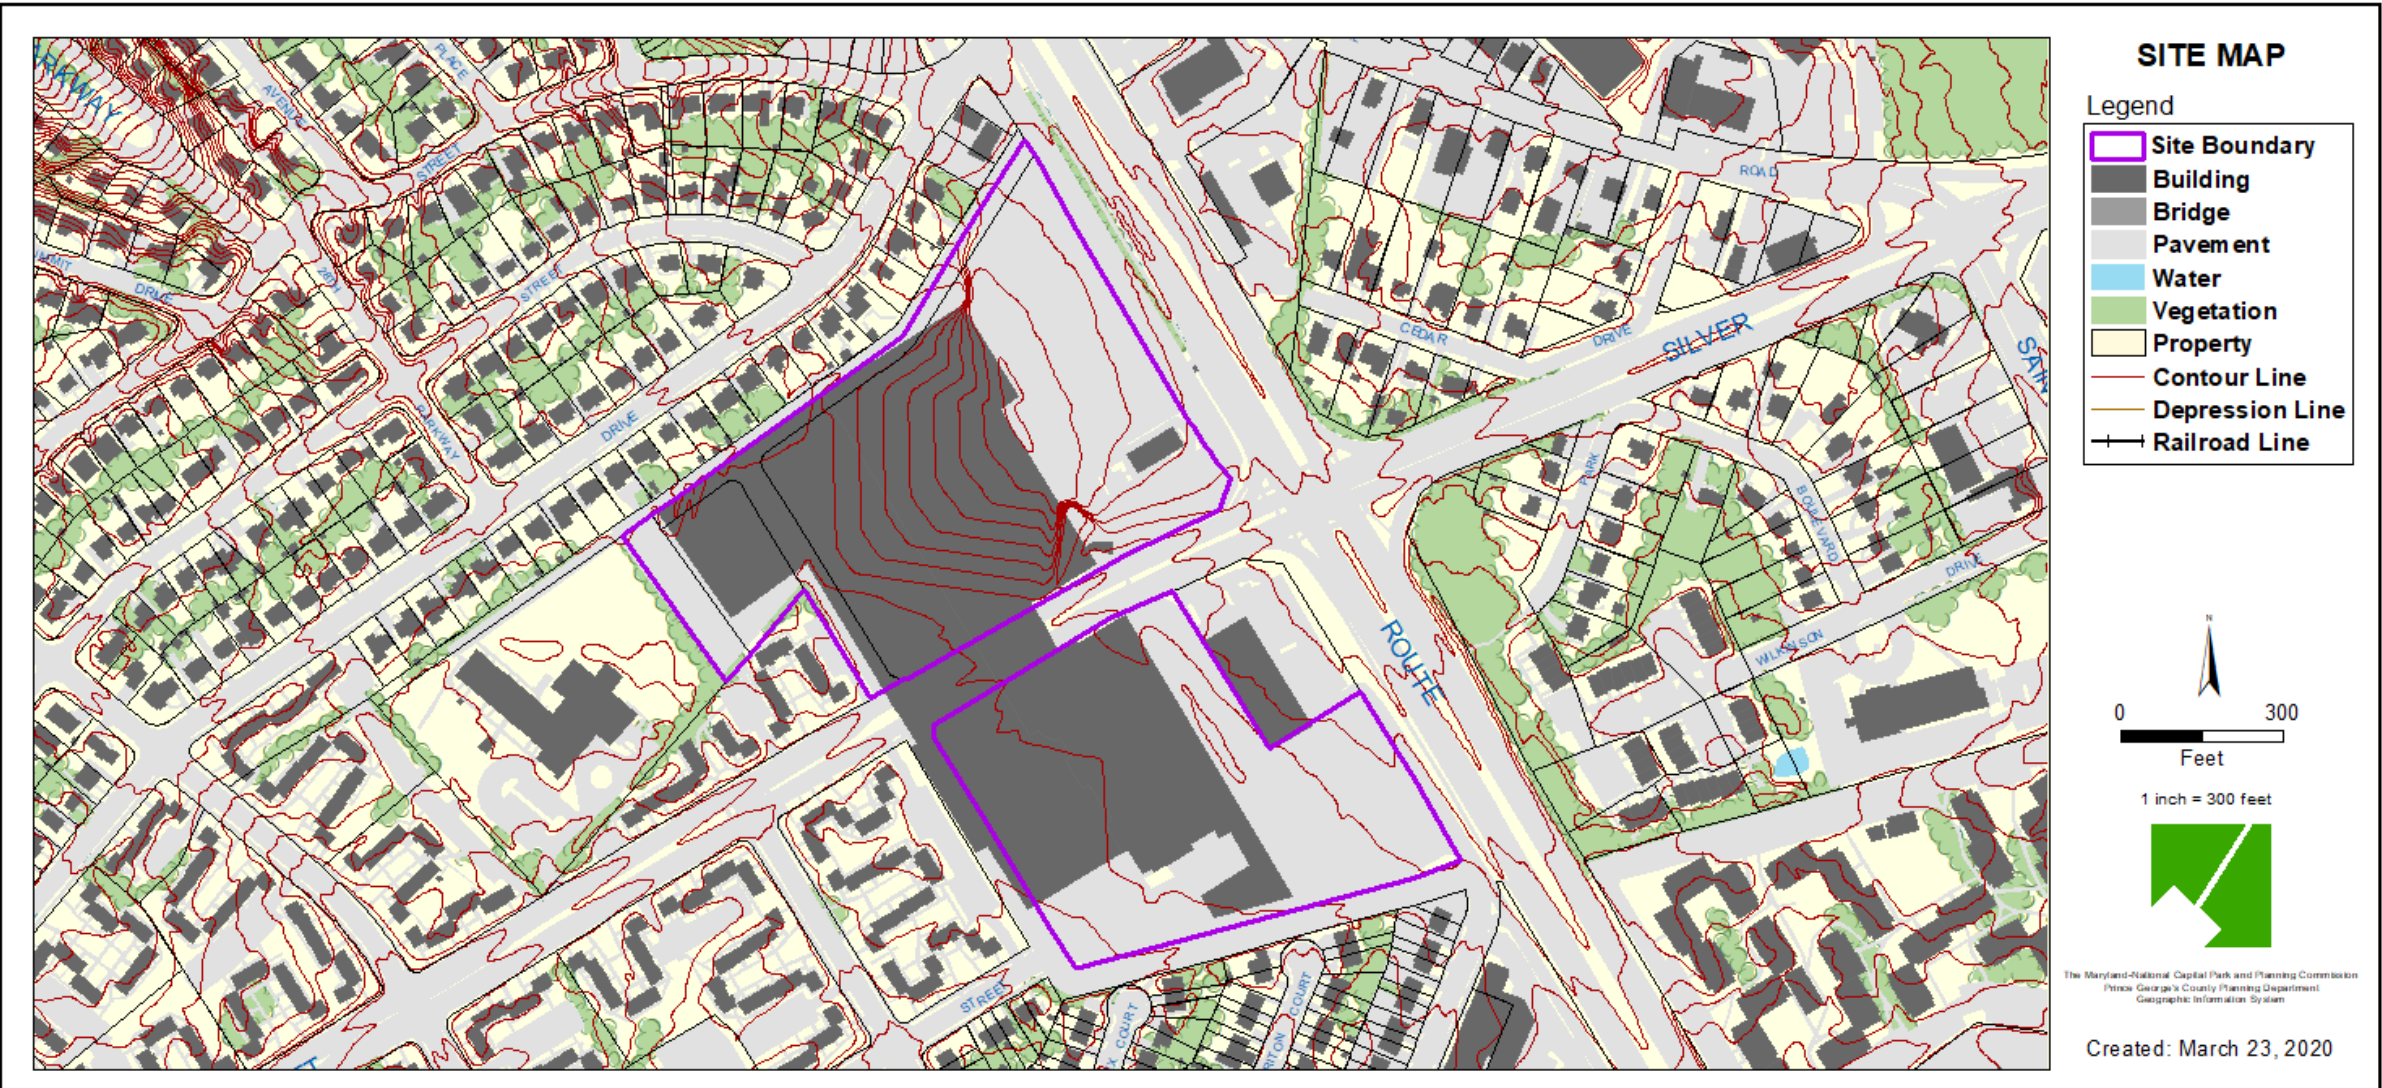 SITE MAP
Legend
Site Boundary
Building
Bridge
Pavement
Water
Vegetation
Property
Contour Line
Depression Line
Railroad Line
N
0 300
Feet
1 inch = 300 feet
The Maryland-National Capital Park and Planning Commission
Prince George's County Planning Department
Geographic Information System
Created: March 23, 2020
ARKWAY
PLACE
AVENUE
STREET
DRIVE
28TH
STREET
PARKWAY
DRIVE
ROAD
CEDAR
DRIVE
SILVER
PARK
BOULEVARD
DRIVE
WILKINSON
ROUTE
STREET
COURT
COURT